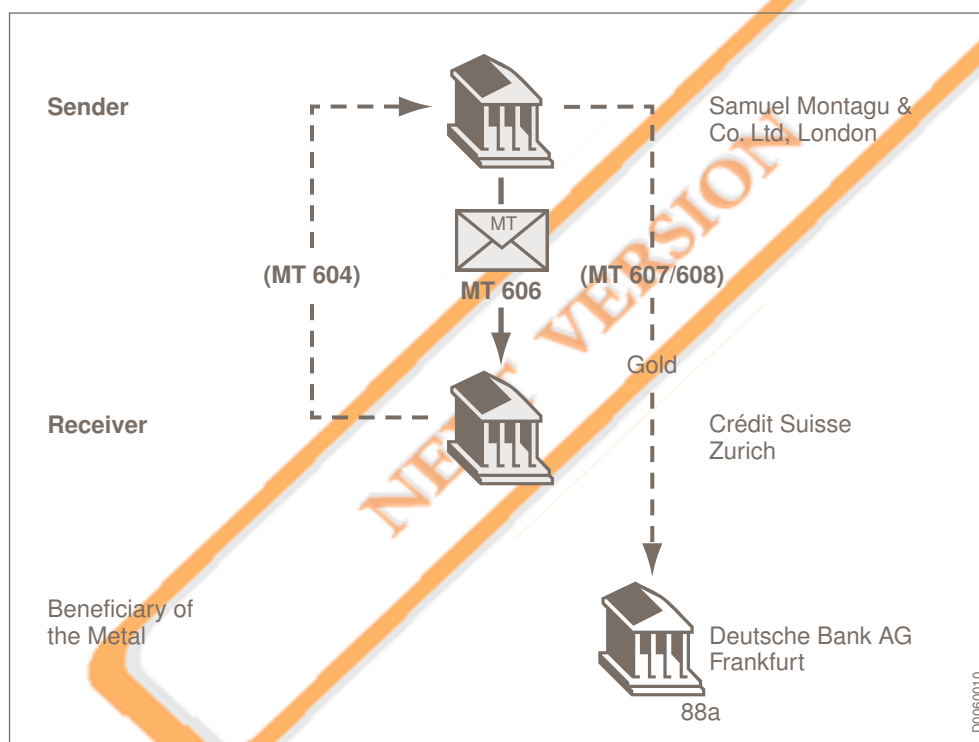 Sender
Samuel Montagu &
Co. Ltd, London
MT
(MT 604)
MT 606
(MT 607/608)
Gold
Receiver
Crédit Suisse
Zurich
Beneficiary of
the Metal
Deutsche Bank AG
Frankfurt
88a
D0060010
NEXT VERSION